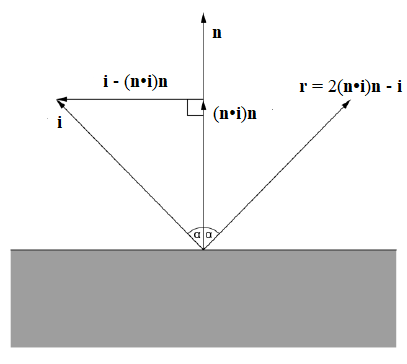 n
i - (n•i)n
r = 2(n•i)n - i
(n•i)n
i
α α